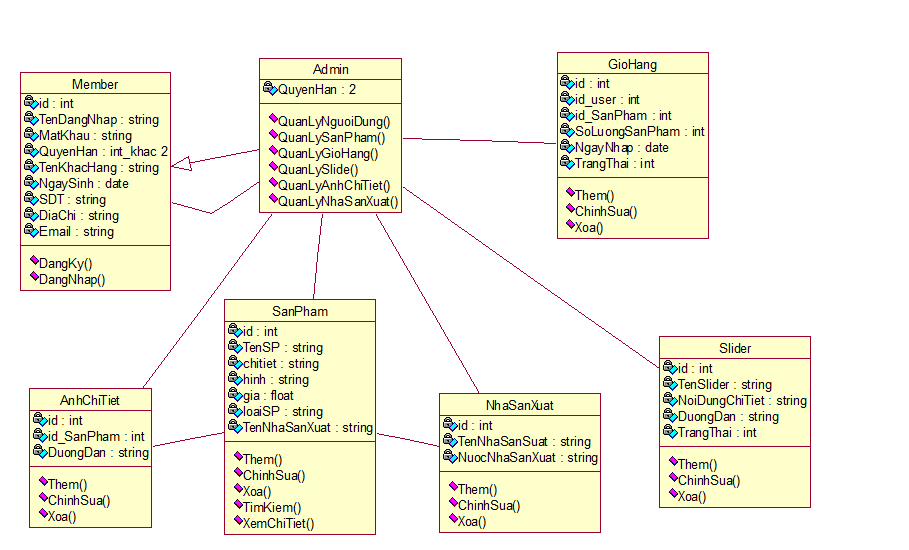 Member
id : int
TenDangNhap : string
MatKhau : string
QuyenHan : int_khac 2
TenKhacHang : string
NgaySinh : date
SDT : string
DiaChi : string
Email : string
DangKy()
DangNhap()
Admin
QuyenHan : 2
QuanLyNguoiDung()
QuanLySanPham()
QuanLyGioHang()
QuanLySlide()
QuanLyAnhChiTiet()
QuanLyNhaSanXuat()
GioHang
id : int
id_user : int
id_SanPham : int
SoLuongSanPham : int
NgayNhap : date
TrangThai : int
Them()
ChinhSua()
Xoa()
AnhChiTiet
id : int
id_SanPham : int
DuongDan : string
Them()
ChinhSua()
Xoa()
SanPham
id : int
TenSP : string
chitiet : string
hinh : string
gia : float
loaiSP : string
TenNhaSanXuat : string
Them()
ChinhSua()
Xoa()
TimKiem()
XemChiTiet()
NhaSanXuat
id : int
TenNhaSanSuat : string
NuocNhaSanXuat : string
Them()
ChinhSua()
Xoa()
Slider
id : int
TenSlider : string
NoiDungChiTiet : string
DuongDan : string
TrangThai : int
Them()
ChinhSua()
Xoa()